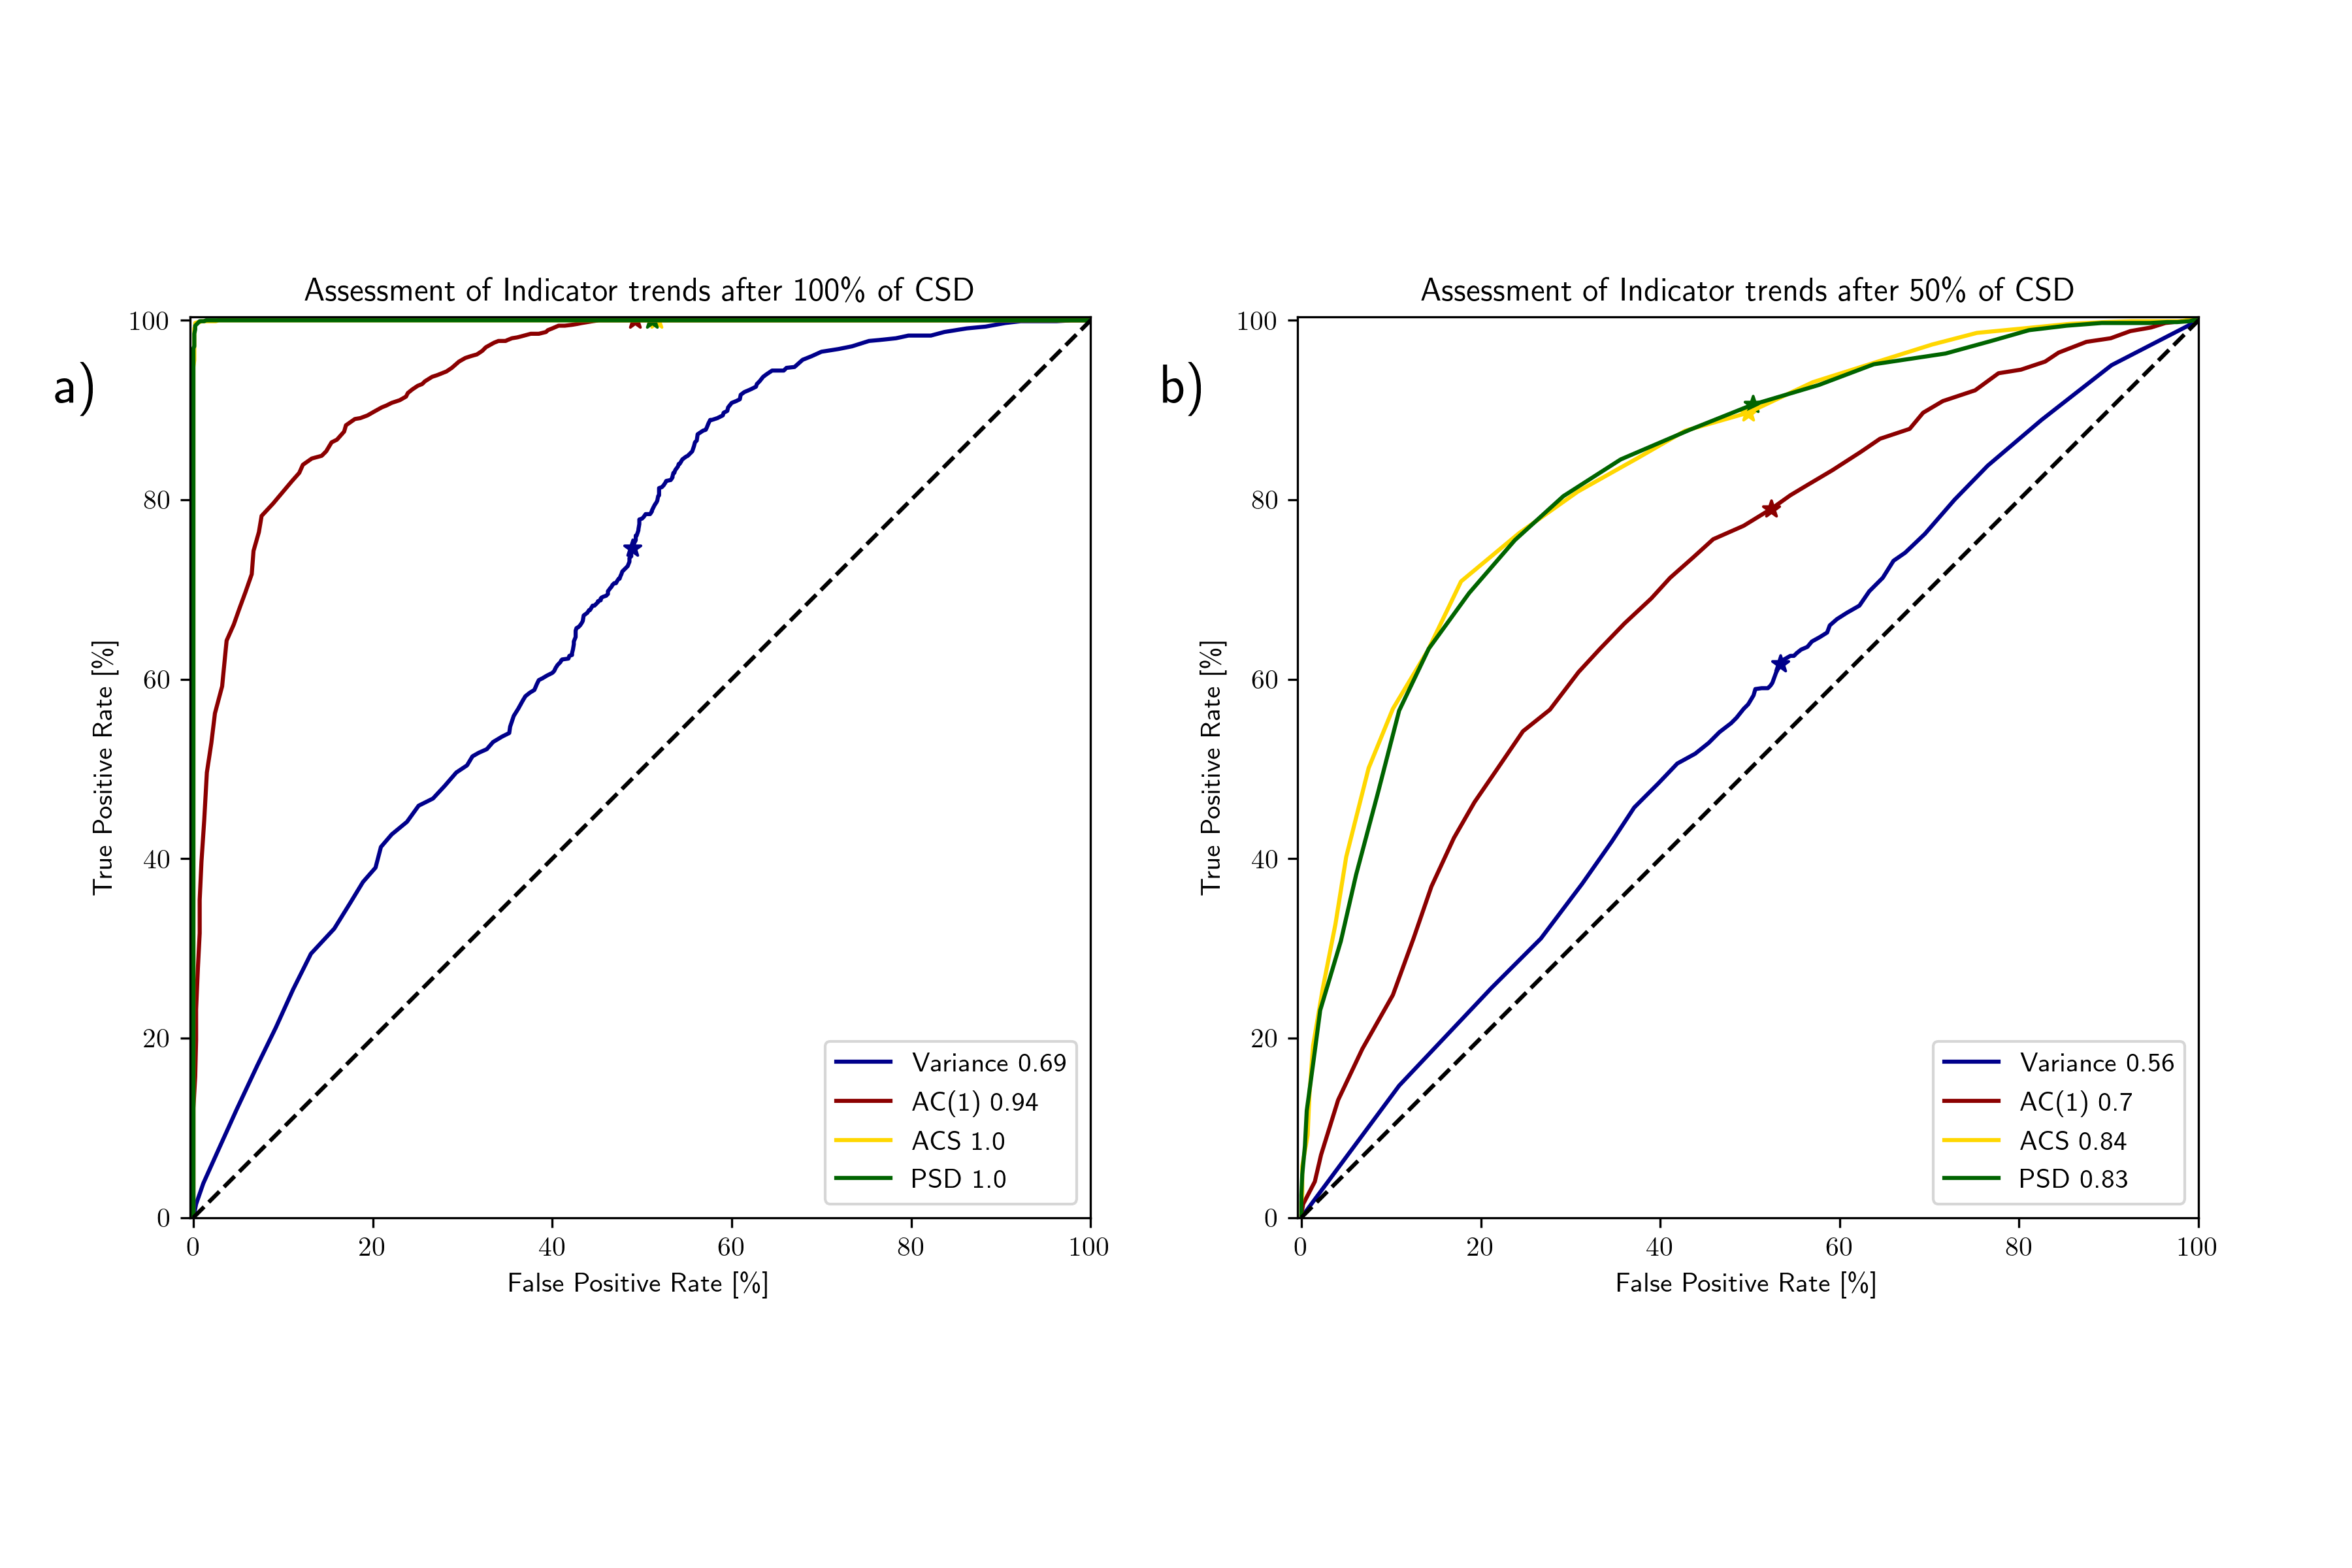 a)
Assessment of Indicator trends after 100% of CSD
100
80
60
40
20
0
True Positive Rate [%]
0 20 40 60 80 100
False Positive Rate [%]
Variance 0.69
AC(1) 0.94
ACS 1.0
PSD 1.0
b)
Assessment of Indicator trends after 50% of CSD
100
80
60
40
20
0
True Positive Rate [%]
0 20 40 60 80 100
False Positive Rate [%]
Variance 0.56
AC(1) 0.7
ACS 0.84
PSD 0.83